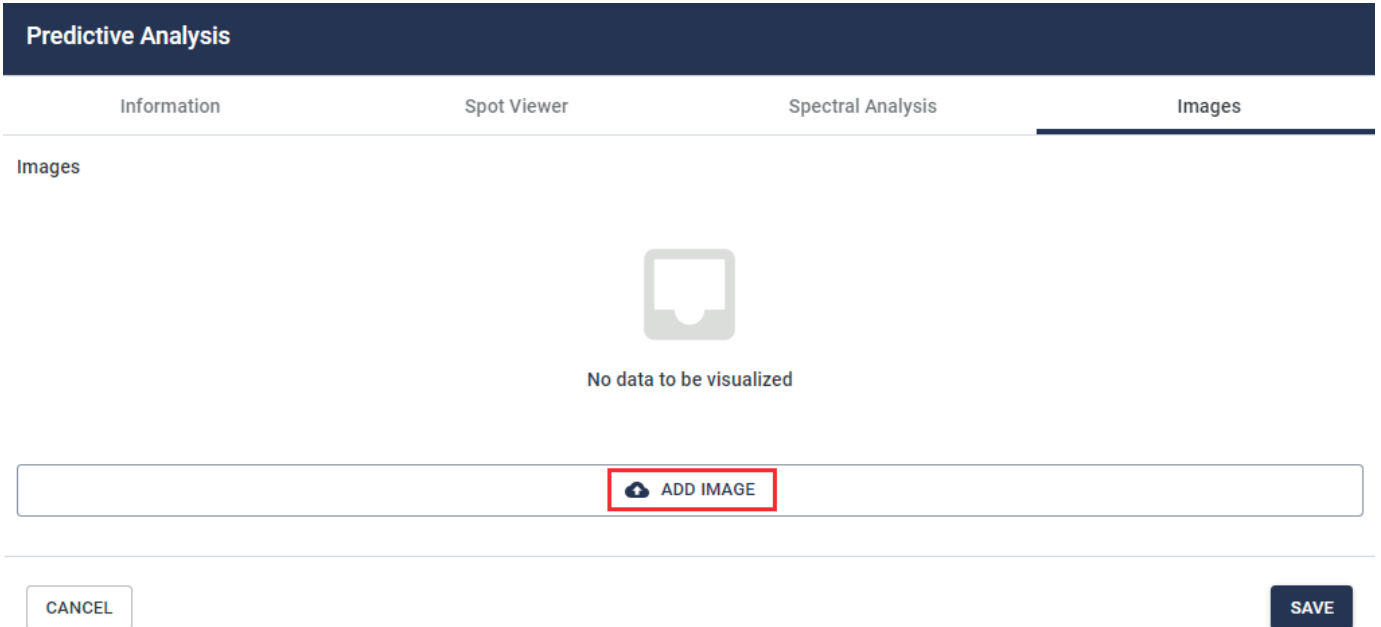 Predictive Analysis
Information Spot Viewer Spectral Analysis Images
Images
No data to be visualized
ADD IMAGE
CANCEL SAVE